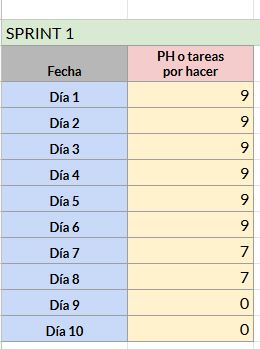 SPRINT 1
Fecha PH o tareas
por hacer
Día 1 9
Día 2 9
Día 3 9
Día 4 9
Día 5 9
Día 6 9
Día 7 7
Día 8 7
Día 9 0
Día 10 0